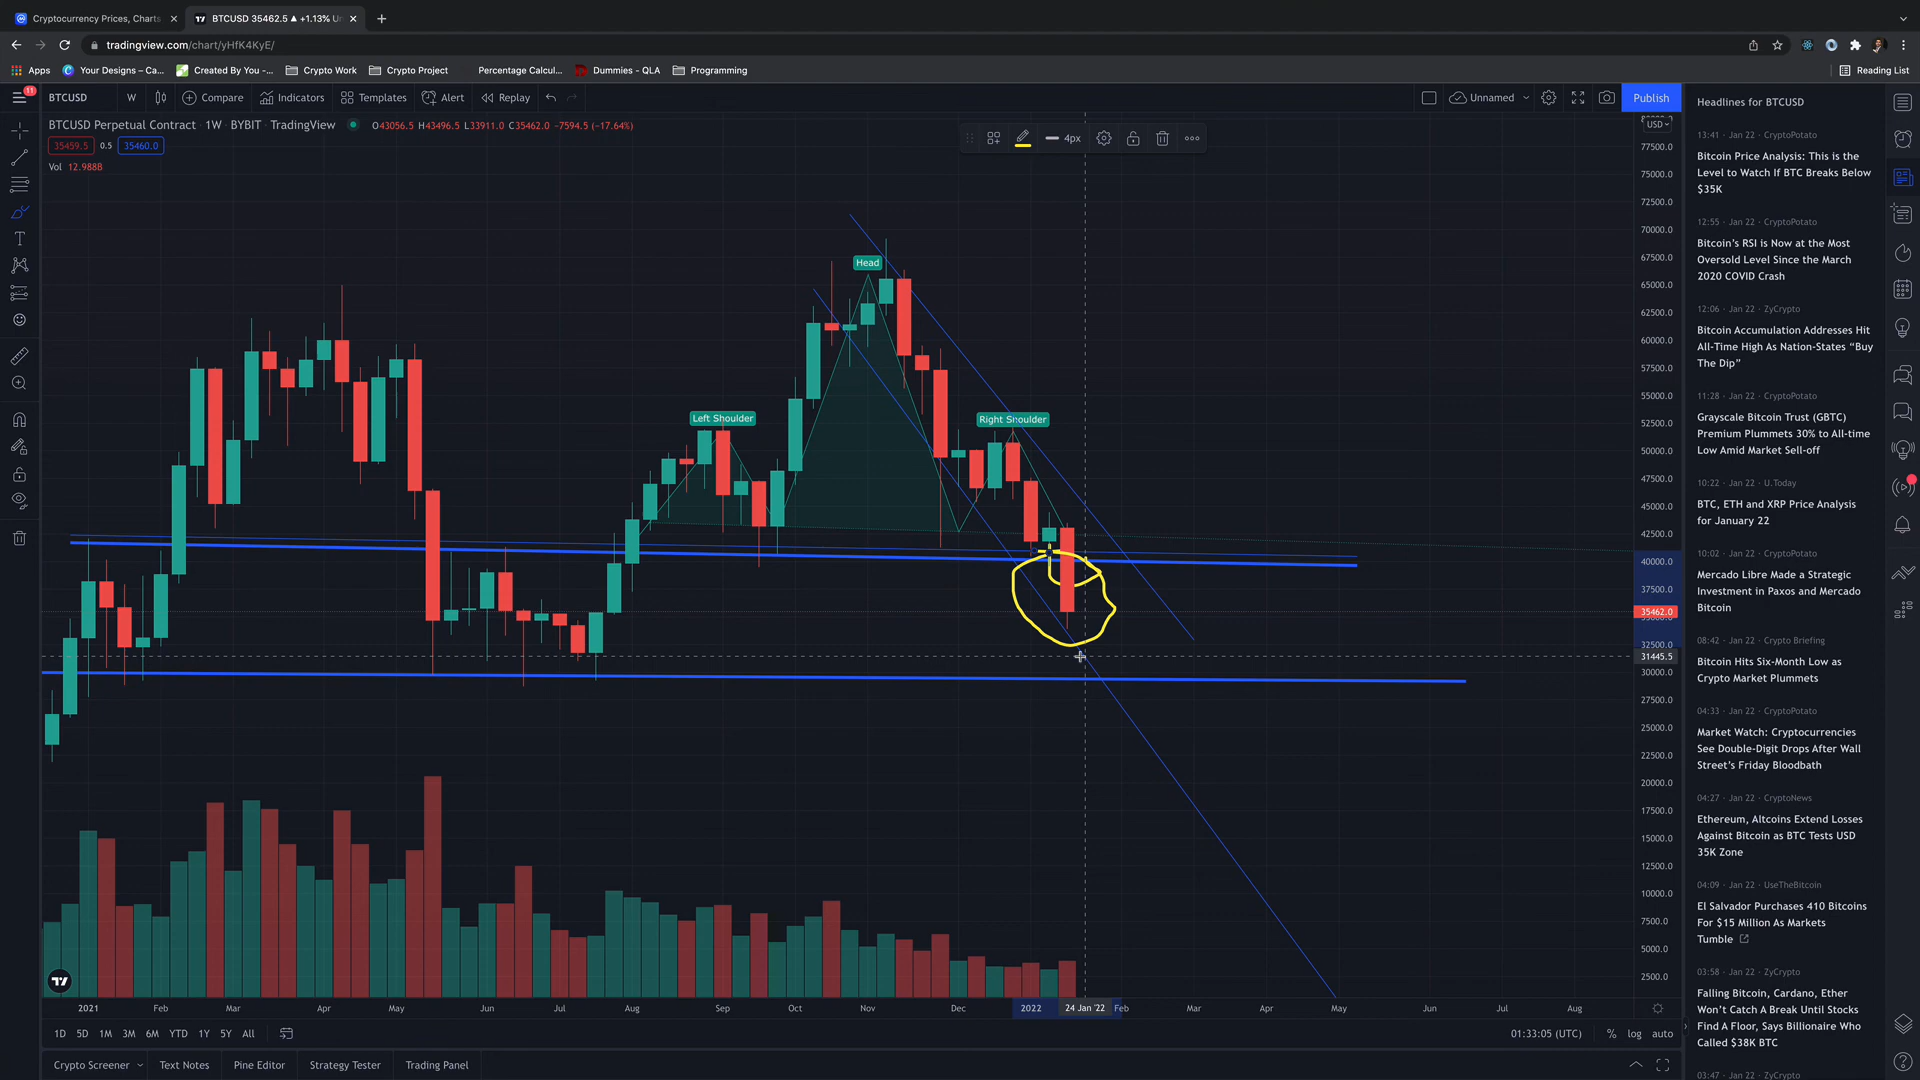 Cryptocurrency Prices, Charts
BTCUSD 35462.5 ▲ +1.13% Un
tradingview.com/chart/yHfK4KyE/
Apps
Your Designs – Ca...
Created By You –...
Crypto Work
Crypto Project
Percentage Calcul...
Dummies - QLA
Programming
Reading List
11
BTCUSD
W
Compare
Indicators
Templates
Alert
Replay
Unnamed
Publish
BTCUSD Perpetual Contract · 1W · BYBIT · TradingView
O43056.5 H43496.5 L33911.0 C35462.0 −7594.5 (−17.64%)
35459.5 0.5 35460.0
Vol 12.988B
4px
USD
77500.0
75000.0
72500.0
70000.0
67500.0
65000.0
62500.0
60000.0
57500.0
55000.0
52500.0
50000.0
47500.0
45000.0
42500.0
40000.0
37500.0
35462.0
32500.0
31445.5
30000.0
27500.0
25000.0
22500.0
20000.0
17500.0
15000.0
12500.0
10000.0
7500.0
5000.0
2500.0
Head
Left Shoulder
Right Shoulder
2021 Feb Mar Apr May Jun Jul Aug Sep Oct Nov Dec 2022 24 Jan '22 Feb Mar Apr May Jun Jul Aug
1D 5D 1M 3M 6M YTD 1Y 5Y All
01:33:05 (UTC)
% log auto
Crypto Screener
Text Notes
Pine Editor
Strategy Tester
Trading Panel
Headlines for BTCUSD
13:41 · Jan 22 · CryptoPotato
Bitcoin Price Analysis: This is the
Level to Watch If BTC Breaks Below
$35K
12:55 · Jan 22 · CryptoPotato
Bitcoin's RSI is Now at the Most
Oversold Level Since the March
2020 COVID Crash
12:06 · Jan 22 · ZyCrypto
Bitcoin Accumulation Addresses Hit
All-Time High As Nation-States “Buy
The Dip”
11:28 · Jan 22 · CryptoPotato
Grayscale Bitcoin Trust (GBTC)
Premium Plummets 30% to All-time
Low Amid Market Sell-off
10:22 · Jan 22 · U.Today
BTC, ETH and XRP Price Analysis
for January 22
10:02 · Jan 22 · CryptoPotato
Mercado Libre Made a Strategic
Investment in Paxos and Mercado
Bitcoin
08:42 · Jan 22 · Crypto Briefing
Bitcoin Hits Six-Month Low as
Crypto Market Plummets
04:33 · Jan 22 · CryptoPotato
Market Watch: Cryptocurrencies
See Double-Digit Drops After Wall
Street's Friday Bloodbath
04:27 · Jan 22 · CryptoNews
Ethereum, Altcoins Extend Losses
Against Bitcoin as BTC Tests USD
35K Zone
04:09 · Jan 22 · UseTheBitcoin
El Salvador Purchases 410 Bitcoins
For $15 Million As Markets
Tumble
03:58 · Jan 22 · ZyCrypto
Falling Bitcoin, Cardano, Ether
Won't Catch A Break Until Stocks
Find A Floor, Says Billionaire Who
Called $38K BTC
03:47 · Jan 22 · ZyCrypto